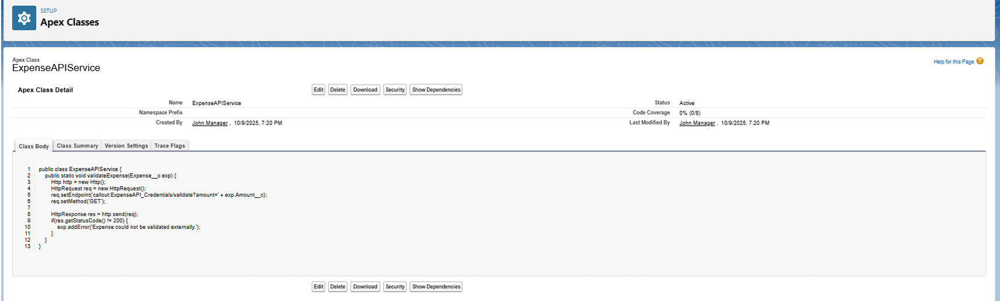 SETUP
Apex Classes
Apex Class
ExpenseAPIService
Help for this Page ?
Apex Class Detail
Edit Delete Download Security Show Dependencies
Name ExpenseAPIService Status Active
Namespace Prefix Code Coverage 0% (0/8)
Created By John Manager , 10/9/2025, 7:20 PM Last Modified By John Manager , 10/9/2025, 7:20 PM
Class Body Class Summary Version Settings Trace Flags
1 public class ExpenseAPIService {
2 public static void validateExpense(Expense__c exp) {
3 Http http = new Http();
4 HttpRequest req = new HttpRequest();
5 req.setEndpoint('callout:ExpenseAPI_Credentials/validate?amount=' + exp.Amount__c);
6 req.setMethod('GET');
7
8 HttpResponse res = http.send(req);
9 if(res.getStatusCode() != 200) {
10 exp.addError('Expense could not be validated externally.');
11 }
12 }
13 }
Edit Delete Download Security Show Dependencies